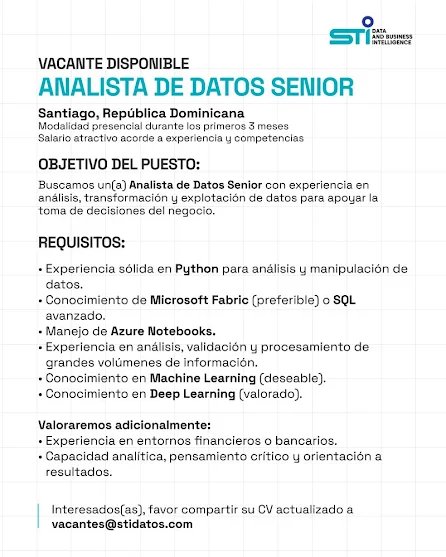 STi DATA
AND BUSINESS
INTELLIGENCE
VACANTE DISPONIBLE
ANALISTA DE DATOS SENIOR
Santiago, República Dominicana
Modalidad presencial durante los primeros 3 meses
Salario atractivo acorde a experiencia y competencias
OBJETIVO DEL PUESTO:
Buscamos un(a) Analista de Datos Senior con experiencia en
análisis, transformación y explotación de datos para apoyar la
toma de decisiones del negocio.
REQUISITOS:
• Experiencia sólida en Python para análisis y manipulación de
datos.
• Conocimiento de Microsoft Fabric (preferible) o SQL
avanzado.
• Manejo de Azure Notebooks.
• Experiencia en análisis, validación y procesamiento de
grandes volúmenes de información.
• Conocimiento en Machine Learning (deseable).
• Conocimiento en Deep Learning (valorado).
Valoraremos adicionalmente:
• Experiencia en entornos financieros o bancarios.
• Capacidad analítica, pensamiento crítico y orientación a
resultados.
Interesados(as), favor compartir su CV actualizado a
vacantes@stidatos.com